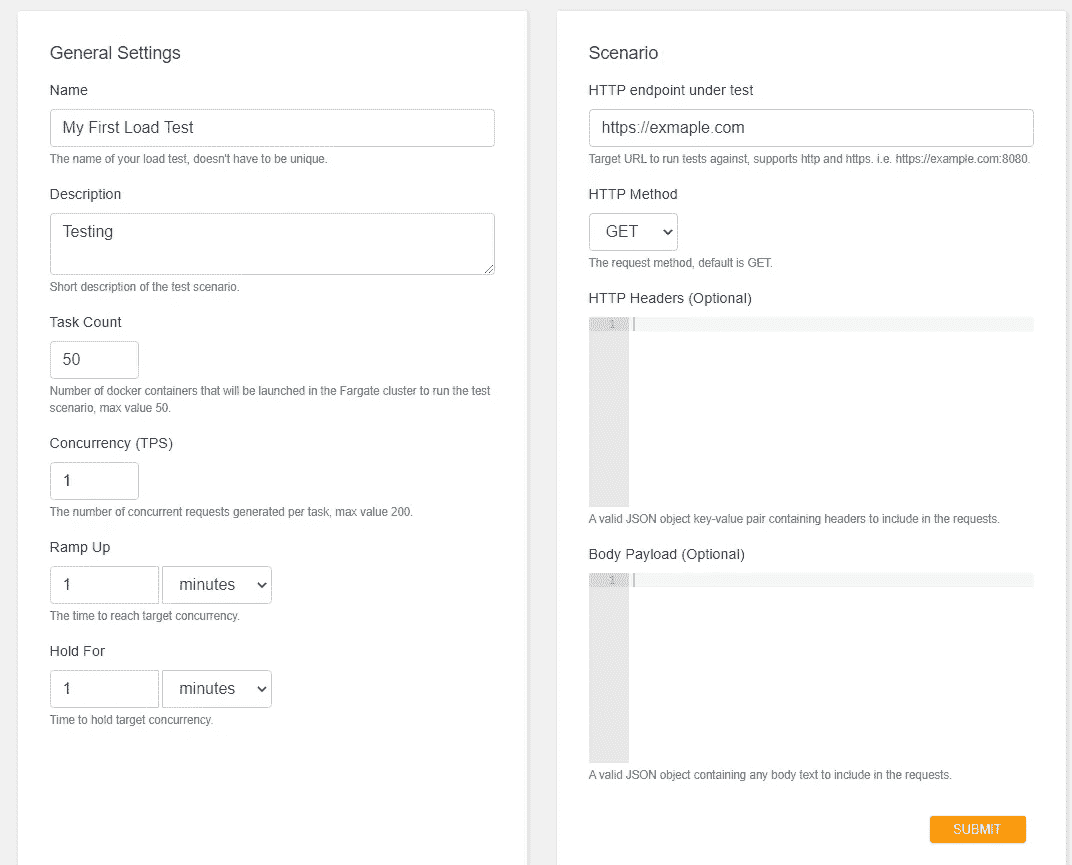 General Settings
Name
My First Load Test
The name of your load test, doesn't have to be unique.
Description
Testing
Short description of the test scenario.
Task Count
50
Number of docker containers that will be launched in the Fargate cluster to run the test
scenario, max value 50.
Concurrency (TPS)
1
The number of concurrent requests generated per task, max value 200.
Ramp Up
1 minutes
The time to reach target concurrency.
Hold For
1 minutes
Time to hold target concurrency.
Scenario
HTTP endpoint under test
https://exmaple.com
Target URL to run tests against, supports http and https. i.e. https://example.com:8080.
HTTP Method
GET
The request method, default is GET.
HTTP Headers (Optional)
1
A valid JSON object key-value pair containing headers to include in the requests.
Body Payload (Optional)
1
A valid JSON object containing any body text to include in the requests.
SUBMIT